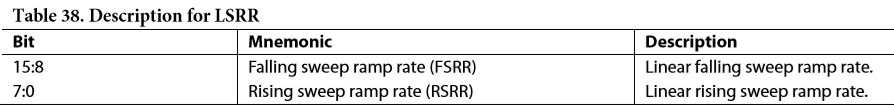 Table 38. Description for LSRR
Bit Mnemonic Description
15:8 Falling sweep ramp rate (FSRR) Linear falling sweep ramp rate.
7:0 Rising sweep ramp rate (RSRR) Linear rising sweep ramp rate.